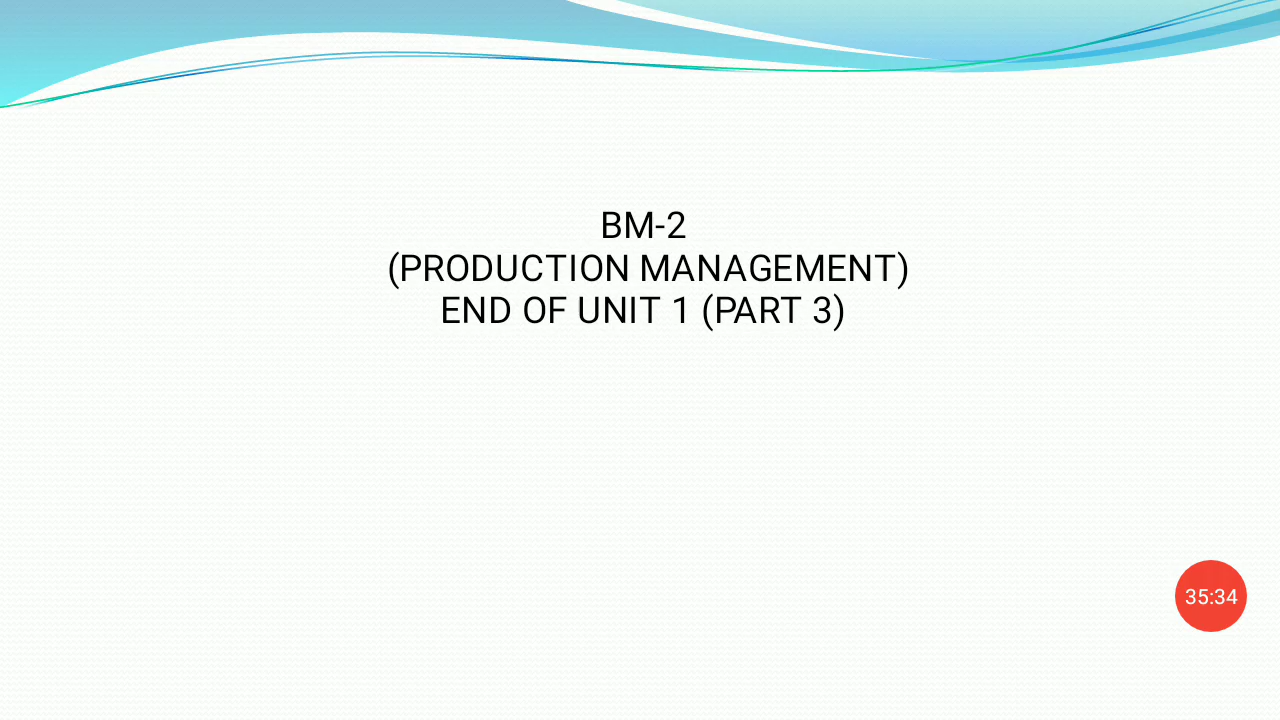 BM-2
(PRODUCTION MANAGEMENT)
END OF UNIT 1 (PART 3)
35:34